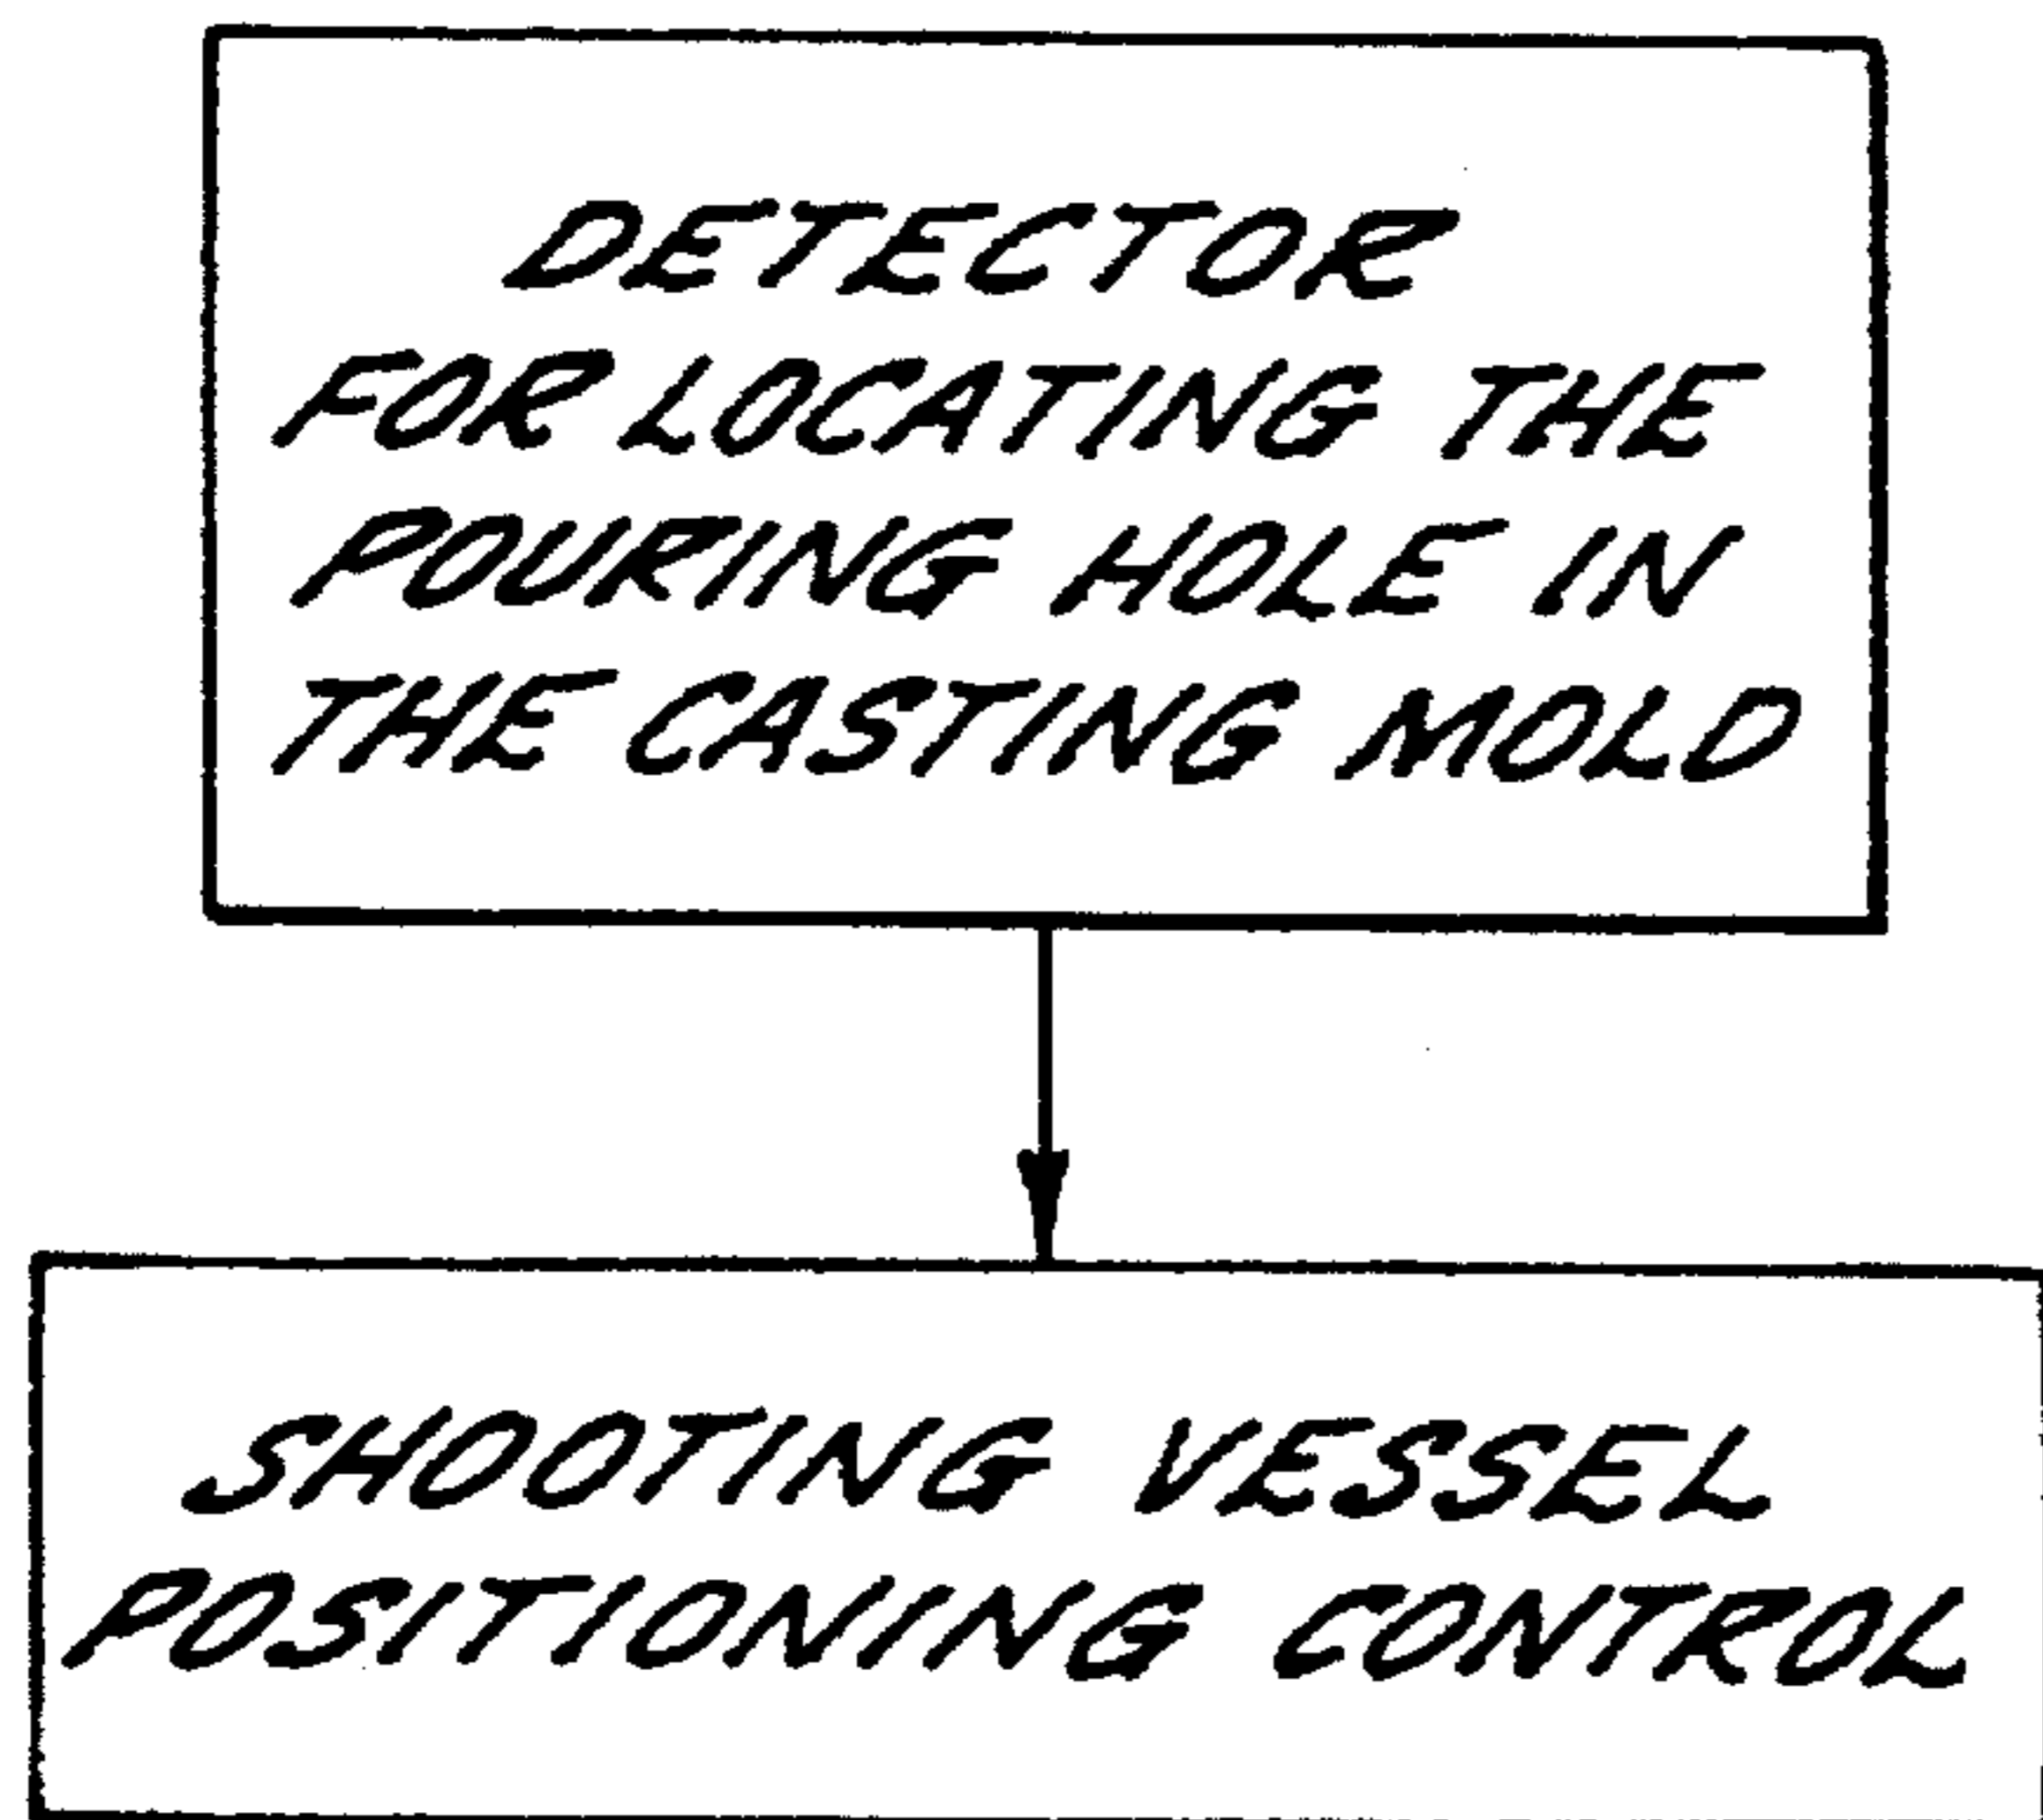 DETECTOR
FOR LOCATING THE
POURING HOLE IN
THE CASTING MOLD
SHOOTING VESSEL
POSITIONING CONTROL